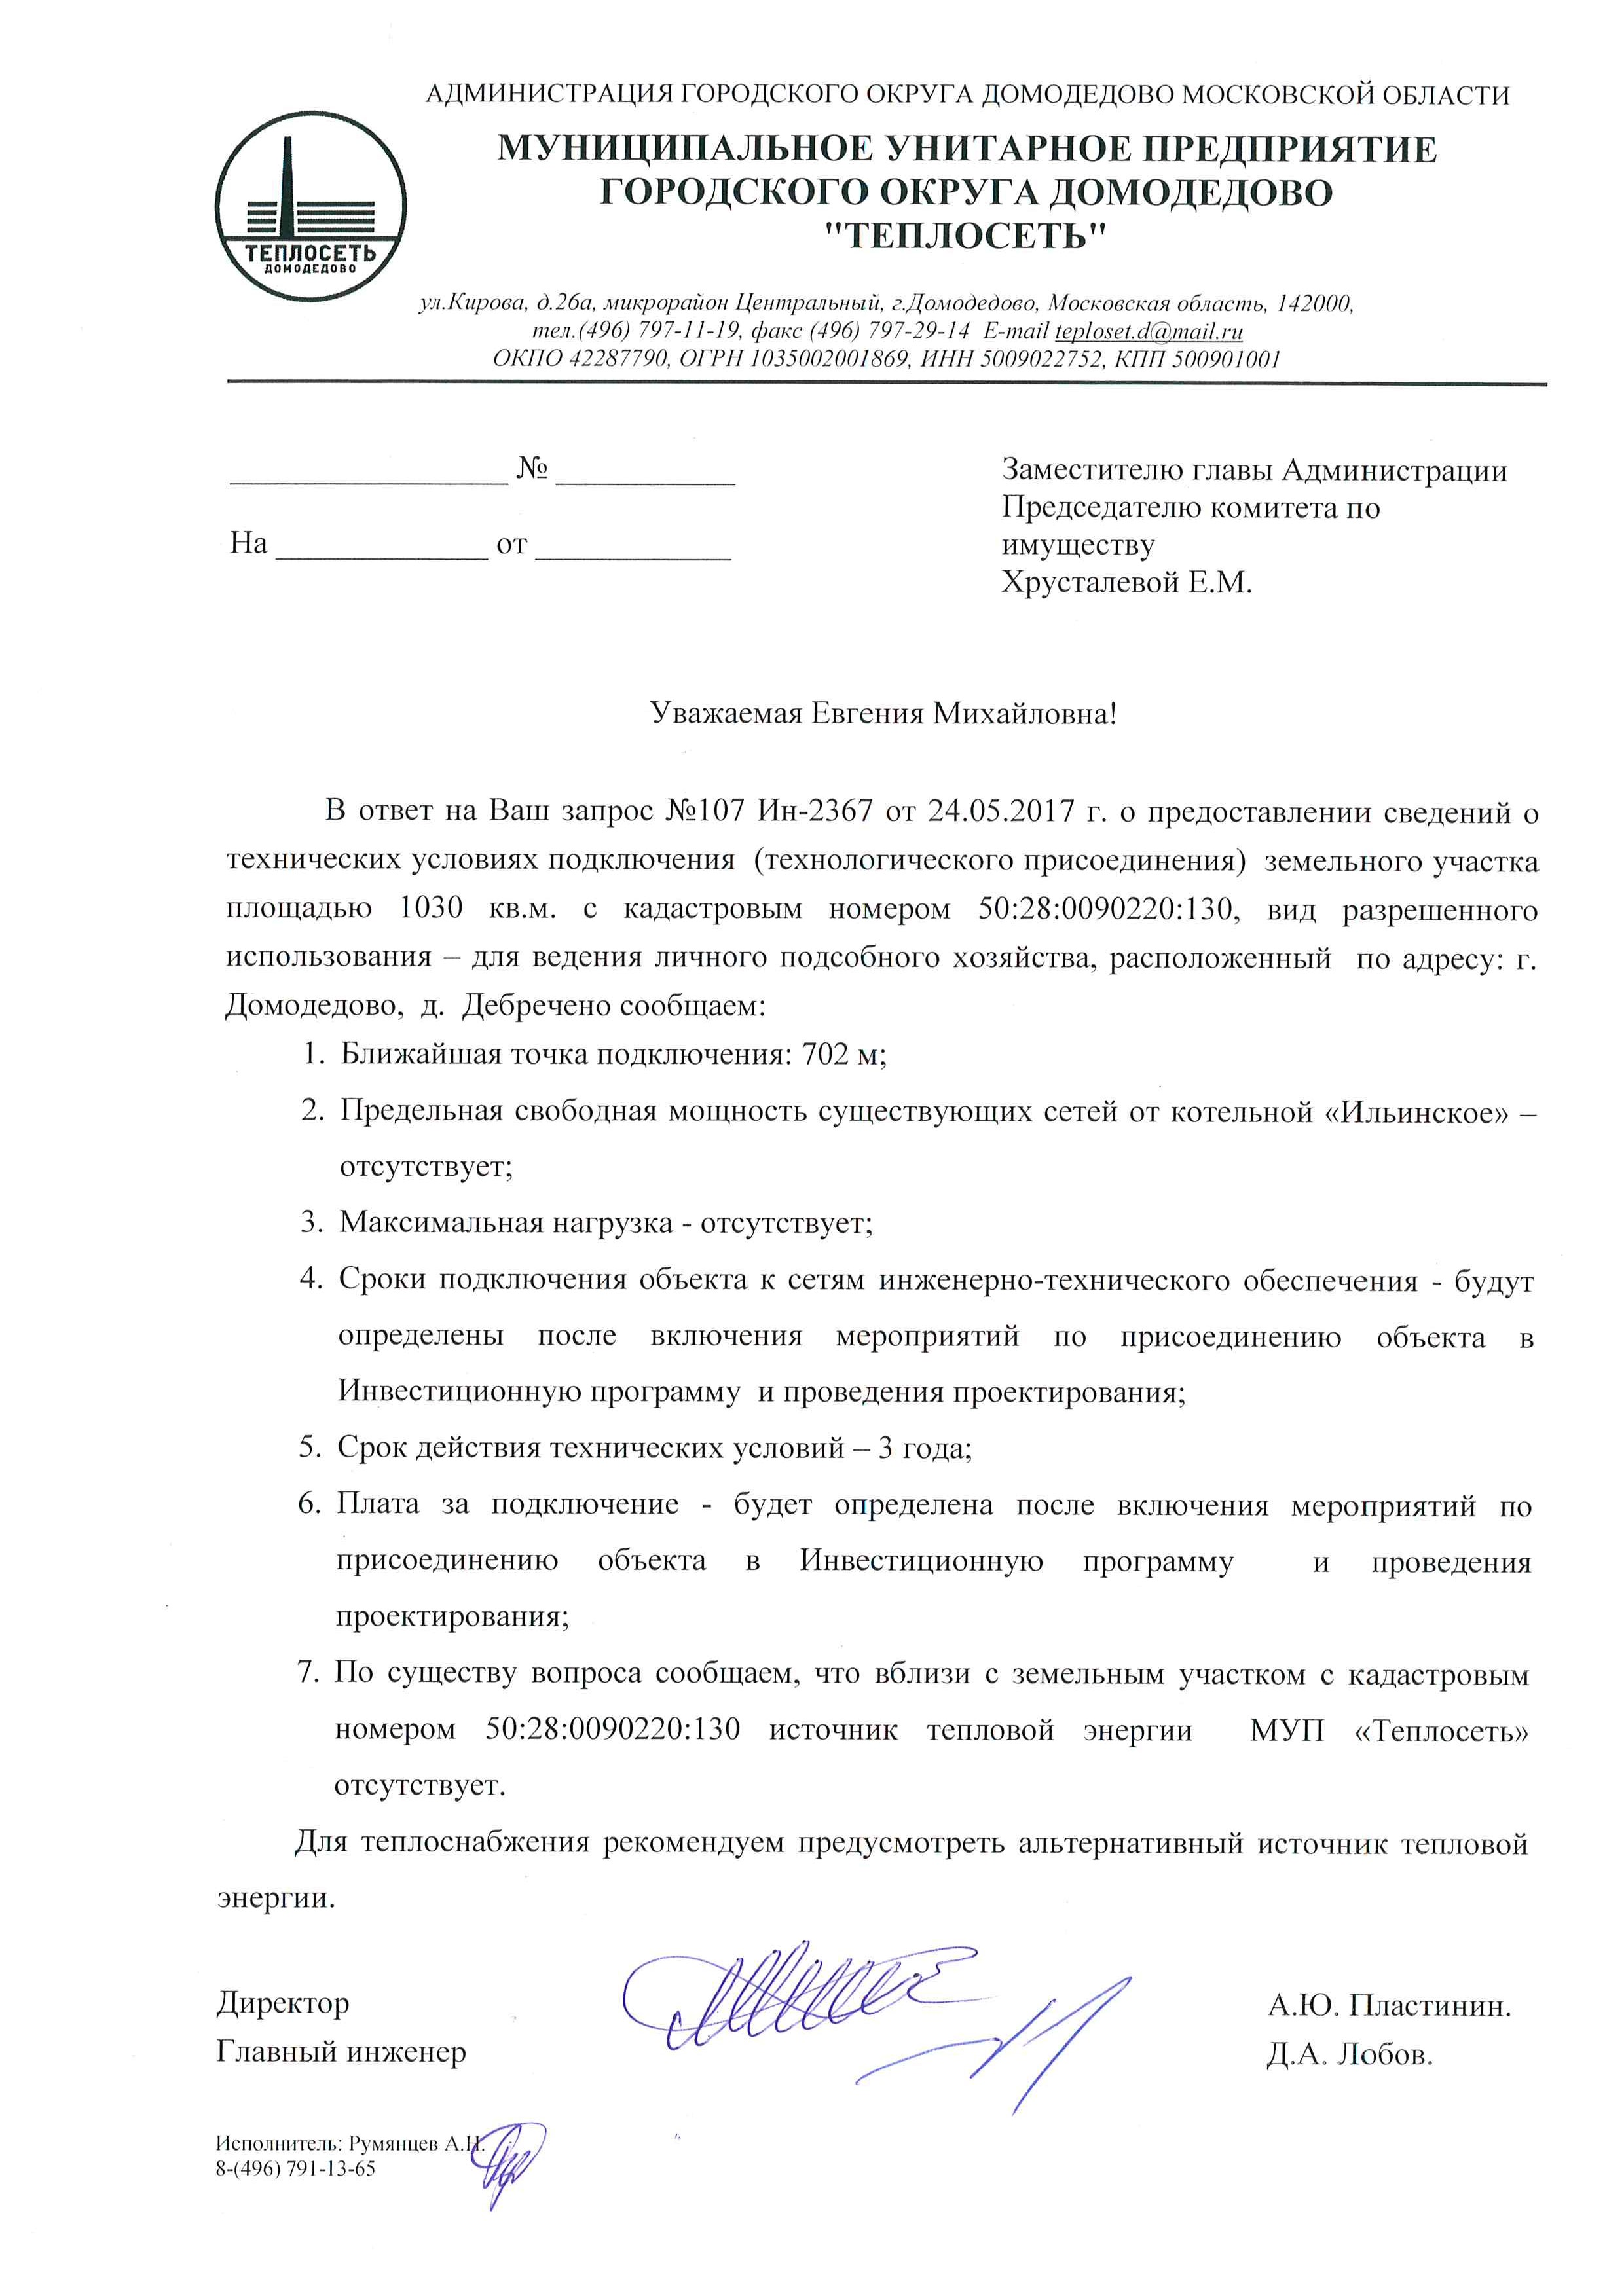 АДМИНИСТРАЦИЯ ГОРОДСКОГО ОКРУГА ДОМОДЕДОВО МОСКОВСКОЙ ОБЛАСТИ
МУНИЦИПАЛЬНОЕ УНИТАРНОЕ ПРЕДПРИЯТИЕ
ГОРОДСКОГО ОКРУГА ДОМОДЕДОВО
"ТЕПЛОСЕТЬ"
ТЕПЛОСЕТЬ
ДОМОДЕДОВО
ул.Кирова, д.26а, микрорайон Центральный, г.Домодедово, Московская область, 142000,
тел.(496) 797-11-19, факс (496) 797-29-14 E-mail teploset.d@mail.ru
ОКПО 42287790, ОГРН 1035002001869, ИНН 5009022752, КПП 500901001
_________________ № ___________
На _____________ от ____________
Заместителю главы Администрации
Председателю комитета по
имуществу
Хрусталевой Е.М.
Уважаемая Евгения Михайловна!
В ответ на Ваш запрос №107 Ин-2367 от 24.05.2017 г. о предоставлении сведений о
технических условиях подключения (технологического присоединения) земельного участка
площадью 1030 кв.м. с кадастровым номером 50:28:0090220:130, вид разрешенного
использования – для ведения личного подсобного хозяйства, расположенный по адресу: г.
Домодедово, д. Дебречено сообщаем:
1. Ближайшая точка подключения: 702 м;
2. Предельная свободная мощность существующих сетей от котельной «Ильинское» –
отсутствует;
3. Максимальная нагрузка - отсутствует;
4. Сроки подключения объекта к сетям инженерно-технического обеспечения - будут
определены после включения мероприятий по присоединению объекта в
Инвестиционную программу и проведения проектирования;
5. Срок действия технических условий – 3 года;
6. Плата за подключение - будет определена после включения мероприятий по
присоединению объекта в Инвестиционную программу и проведения
проектирования;
7. По существу вопроса сообщаем, что вблизи с земельным участком с кадастровым
номером 50:28:0090220:130 источник тепловой энергии МУП «Теплосеть»
отсутствует.
Для теплоснабжения рекомендуем предусмотреть альтернативный источник тепловой
энергии.
Директор А.Ю. Пластинин.
Главный инженер Д.А. Лобов.
Исполнитель: Румянцев А.Н.
8-(496) 791-13-65